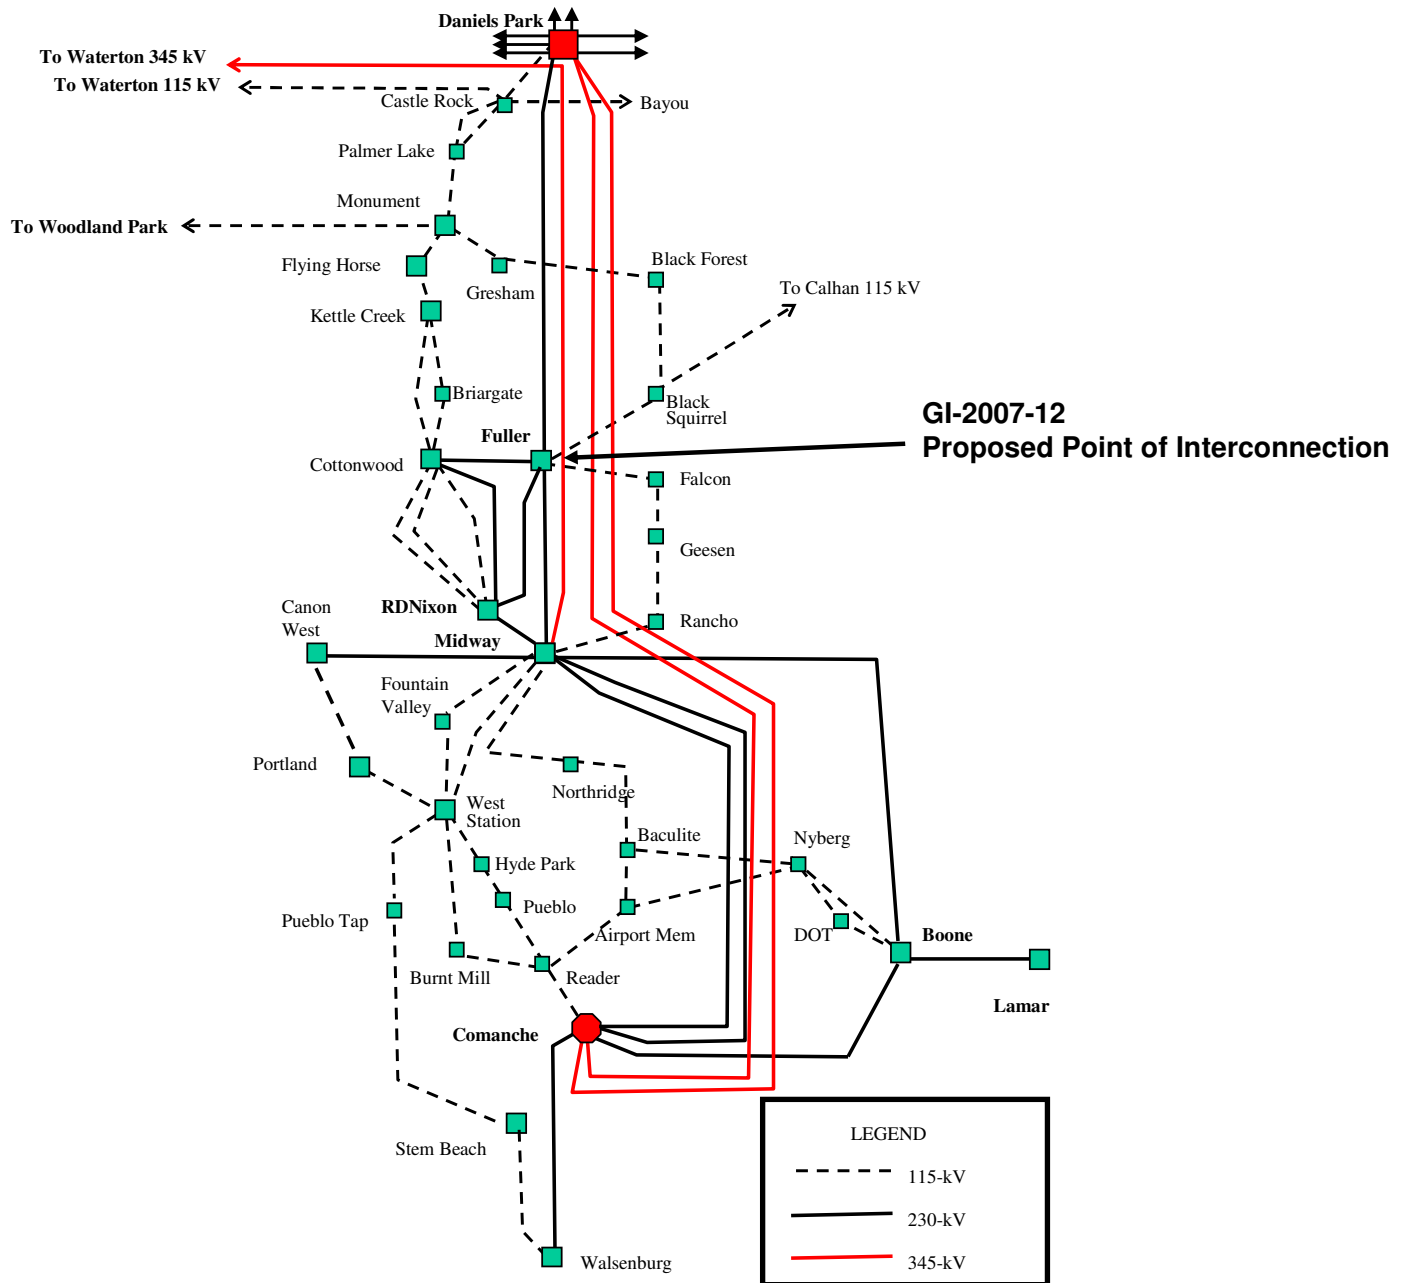 Daniels Park
To Waterton 345 kV
To Waterton 115 kV
Castle Rock
Bayou
Palmer Lake
Monument
To Woodland Park
Flying Horse
Gresham
Black Forest
To Calhan 115 kV
Kettle Creek
Briargate
Black
Squirrel
GI-2007-12
Proposed Point of Interconnection
Fuller
Cottonwood
Falcon
Geesen
RDNixon
Canon
West
Rancho
Midway
Fountain
Valley
Portland
Northridge
West
Station
Baculite
Nyberg
Hyde Park
Pueblo
Pueblo Tap
Airport Mem
DOT
Boone
Burnt Mill
Reader
Lamar
Comanche
Stem Beach
LEGEND
115-kV
230-kV
345-kV
Walsenburg